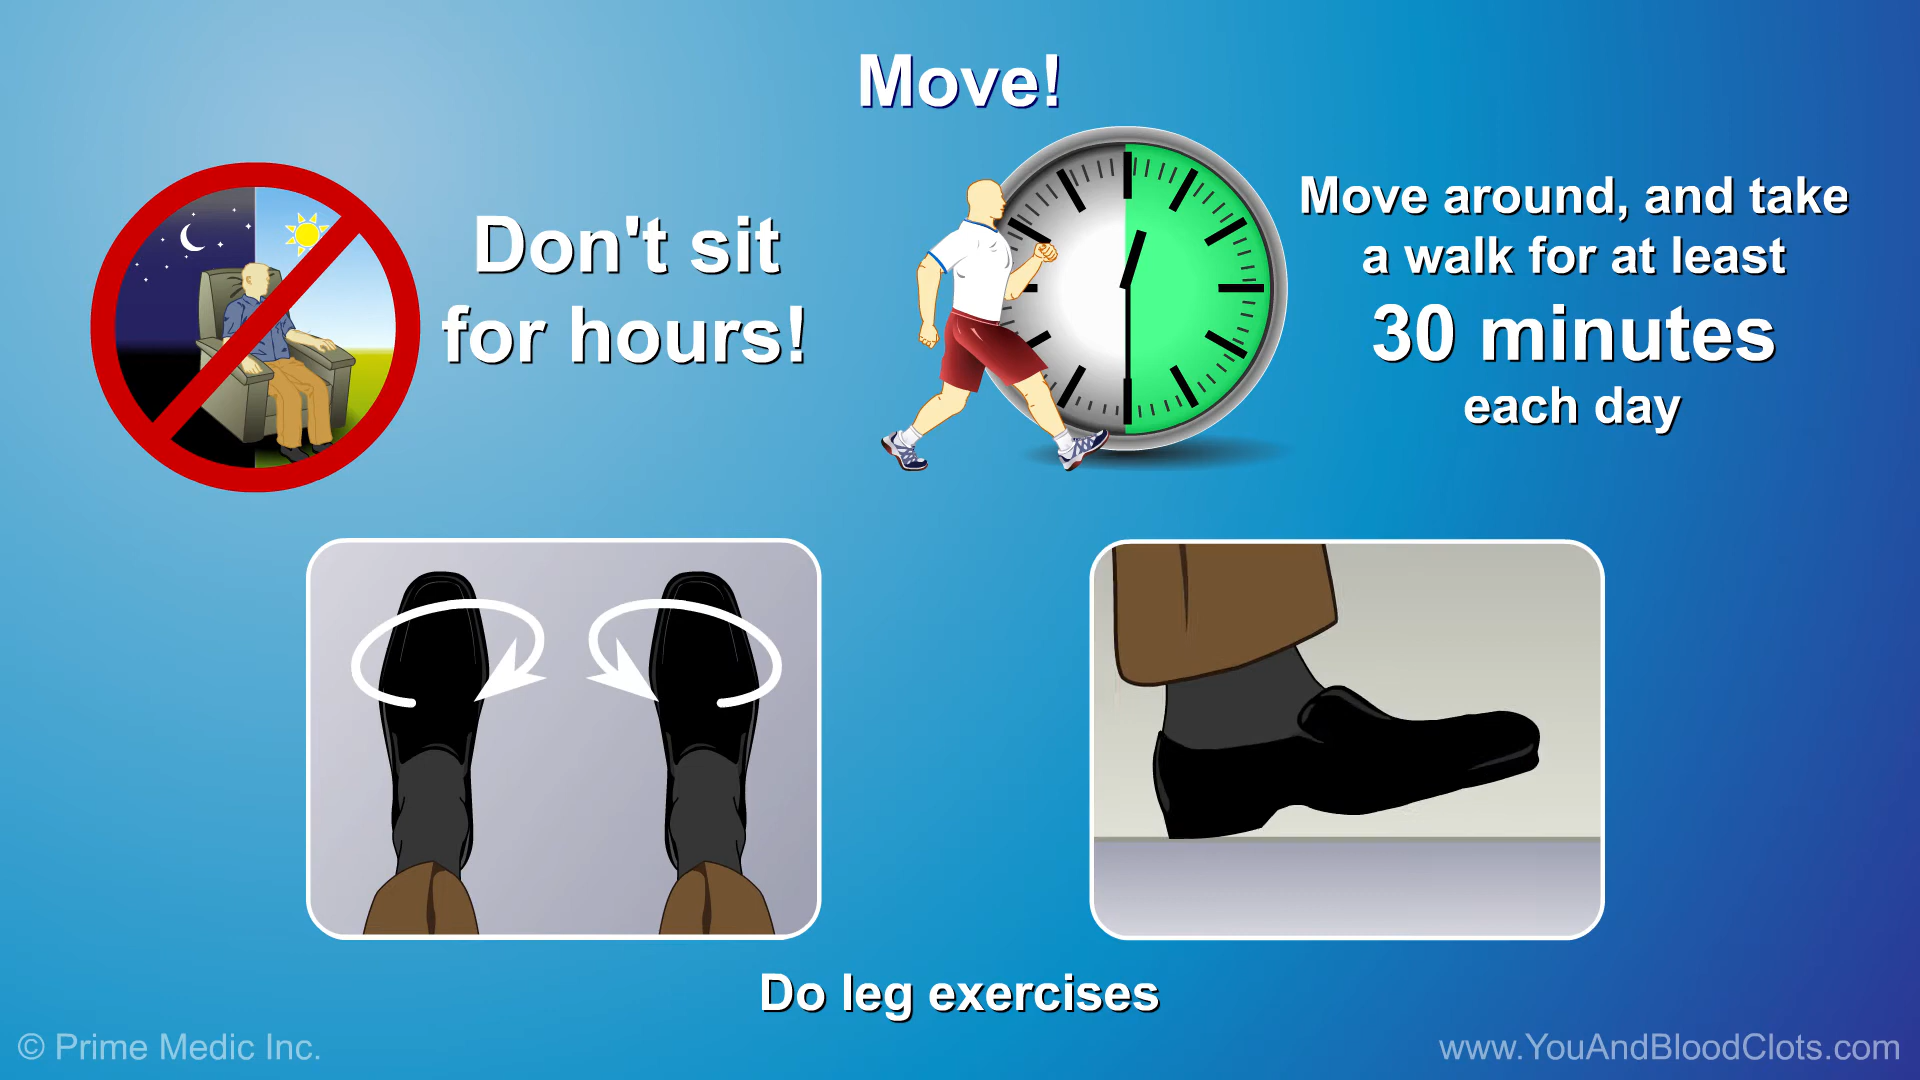 Move!
Don't sit
for hours!
Move around, and take
a walk for at least
30 minutes
each day
Do leg exercises
© Prime Medic Inc.
www.YouAndBloodClots.com